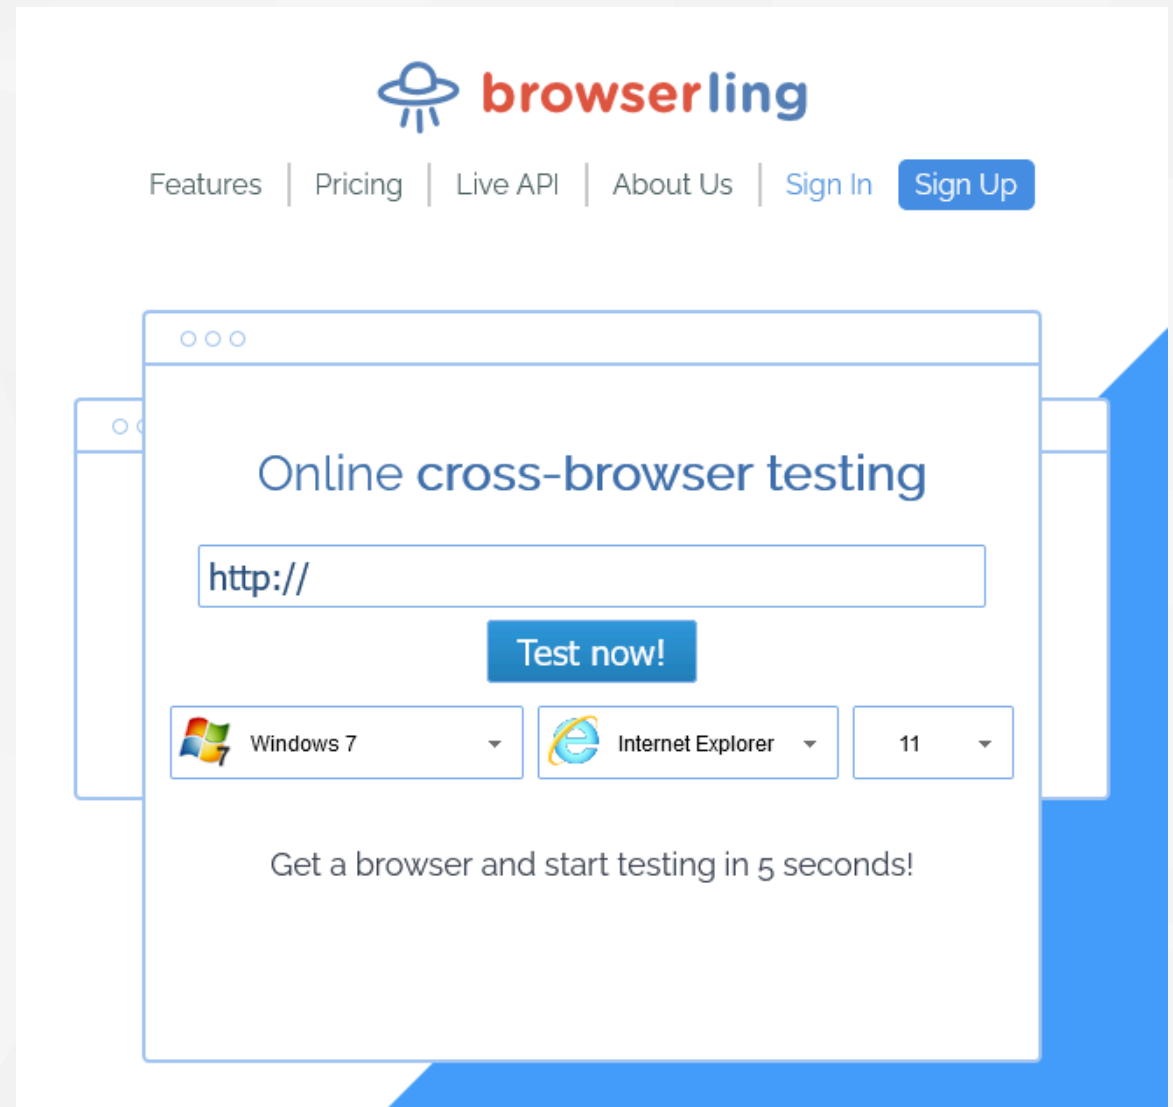 browserling
Features Pricing Live API About Us Sign In Sign Up
Online cross-browser testing
http://
Test now!
7 Windows 7 Internet Explorer 11
Get a browser and start testing in 5 seconds!